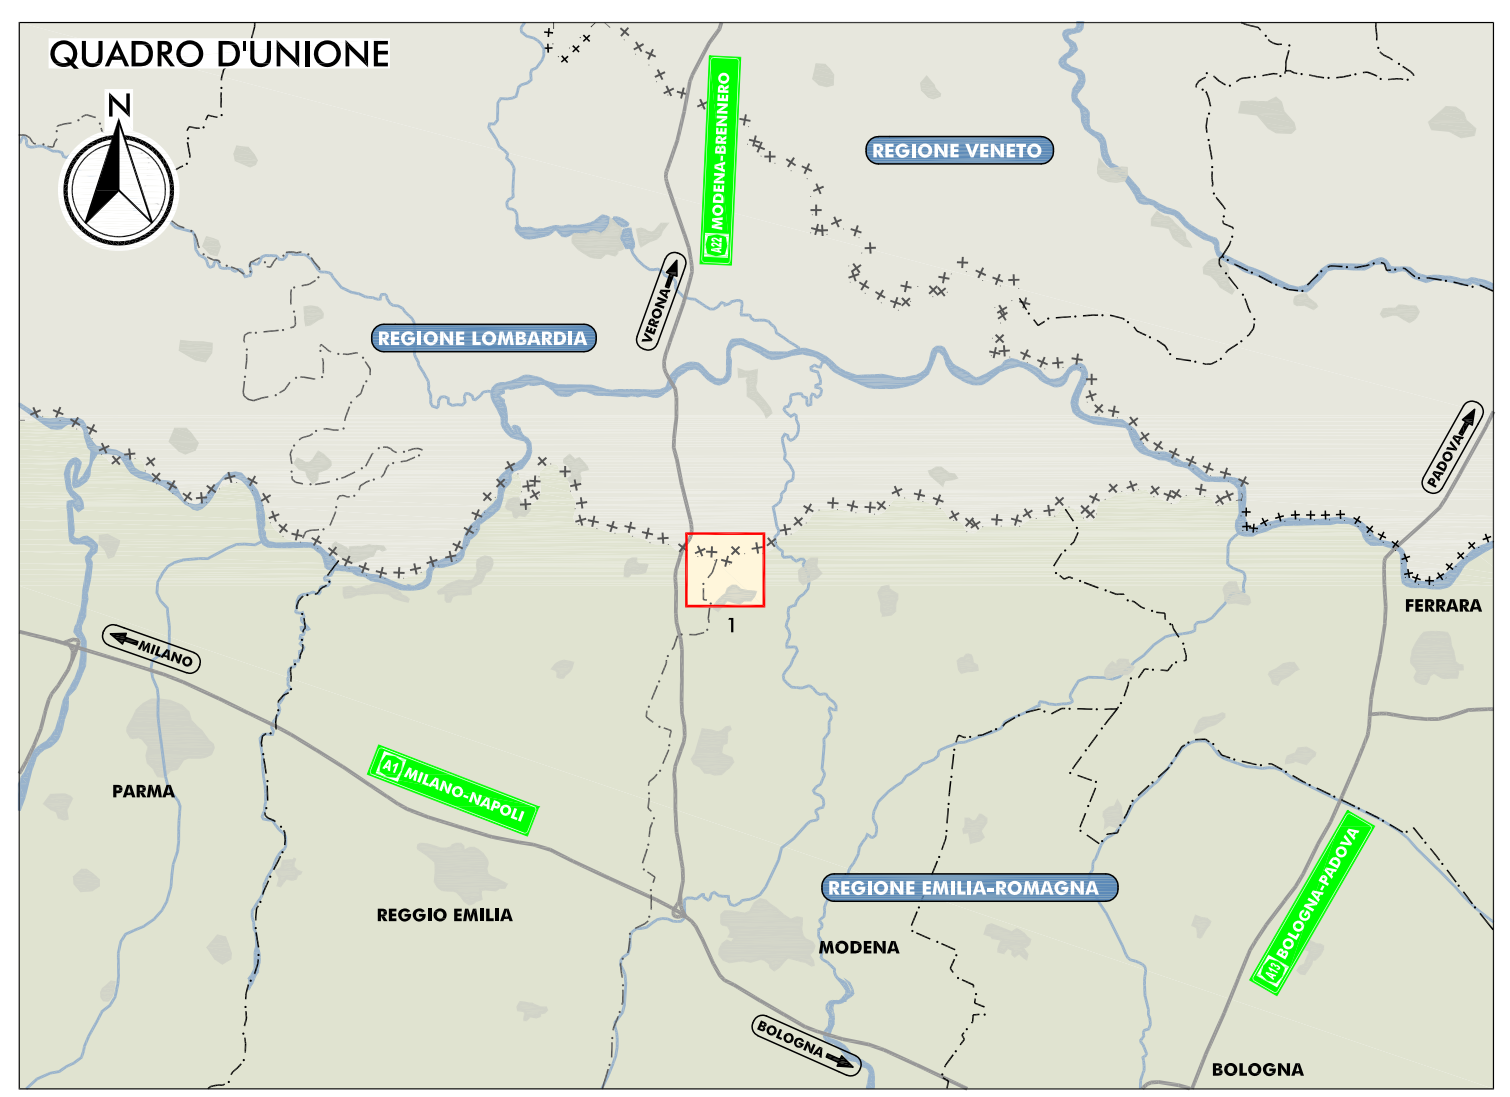 QUADRO D'UNIONE
N
A22 MODENA-BRENNERO
REGIONE VENETO
VERONA
REGIONE LOMBARDIA
PADOVA
1
FERRARA
MILANO
A1 MILANO-NAPOLI
PARMA
REGGIO EMILIA
REGIONE EMILIA-ROMAGNA
MODENA
A13 BOLOGNA-PADOVA
BOLOGNA
BOLOGNA